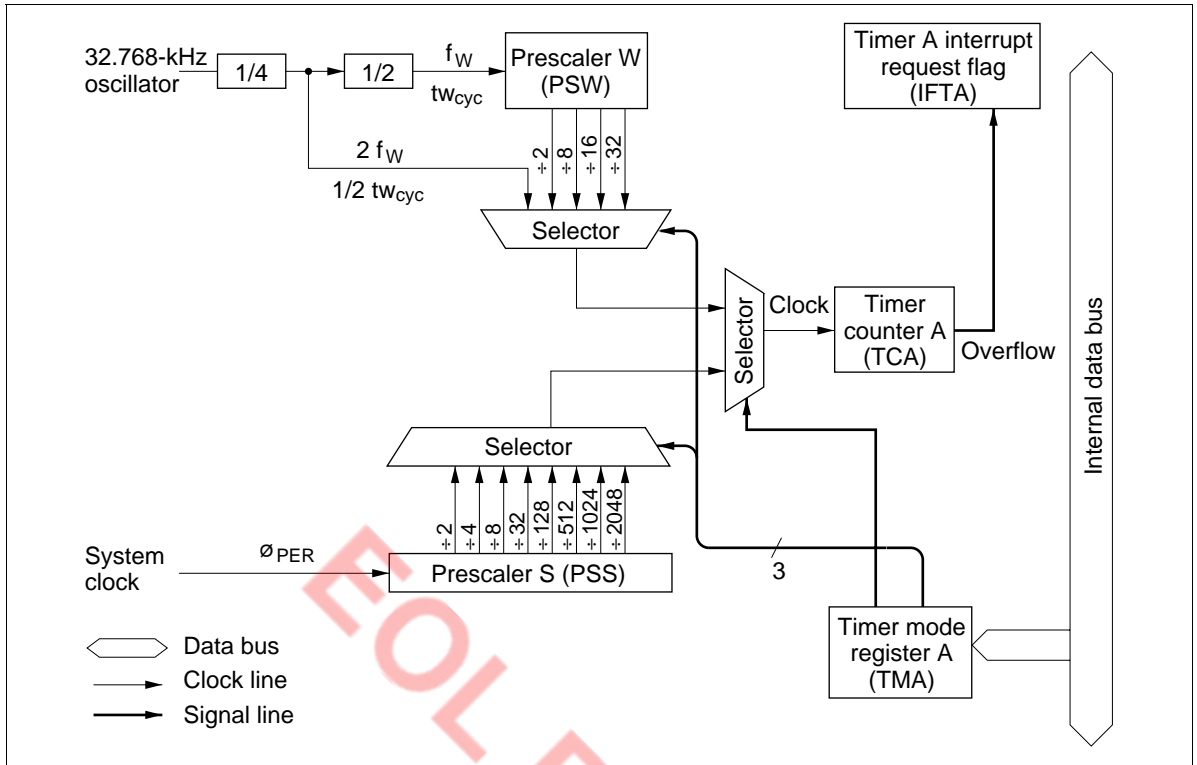 32.768-kHz
oscillator
1/4
1/2
fW
twcyc
Prescaler W
(PSW)
Timer A interrupt
request flag
(IFTA)
2 fW
1/2 twcyc
÷ 2
÷ 8
÷ 16
÷ 32
Selector
Selector
Clock
Timer
counter A
(TCA)
Overflow
Internal data bus
Selector
÷ 2
÷ 4
÷ 8
÷ 32
÷ 128
÷ 512
÷ 1024
÷ 2048
System
clock
øPER
Prescaler S (PSS)
3
Timer mode
register A
(TMA)
Data bus
Clock line
Signal line
EOL